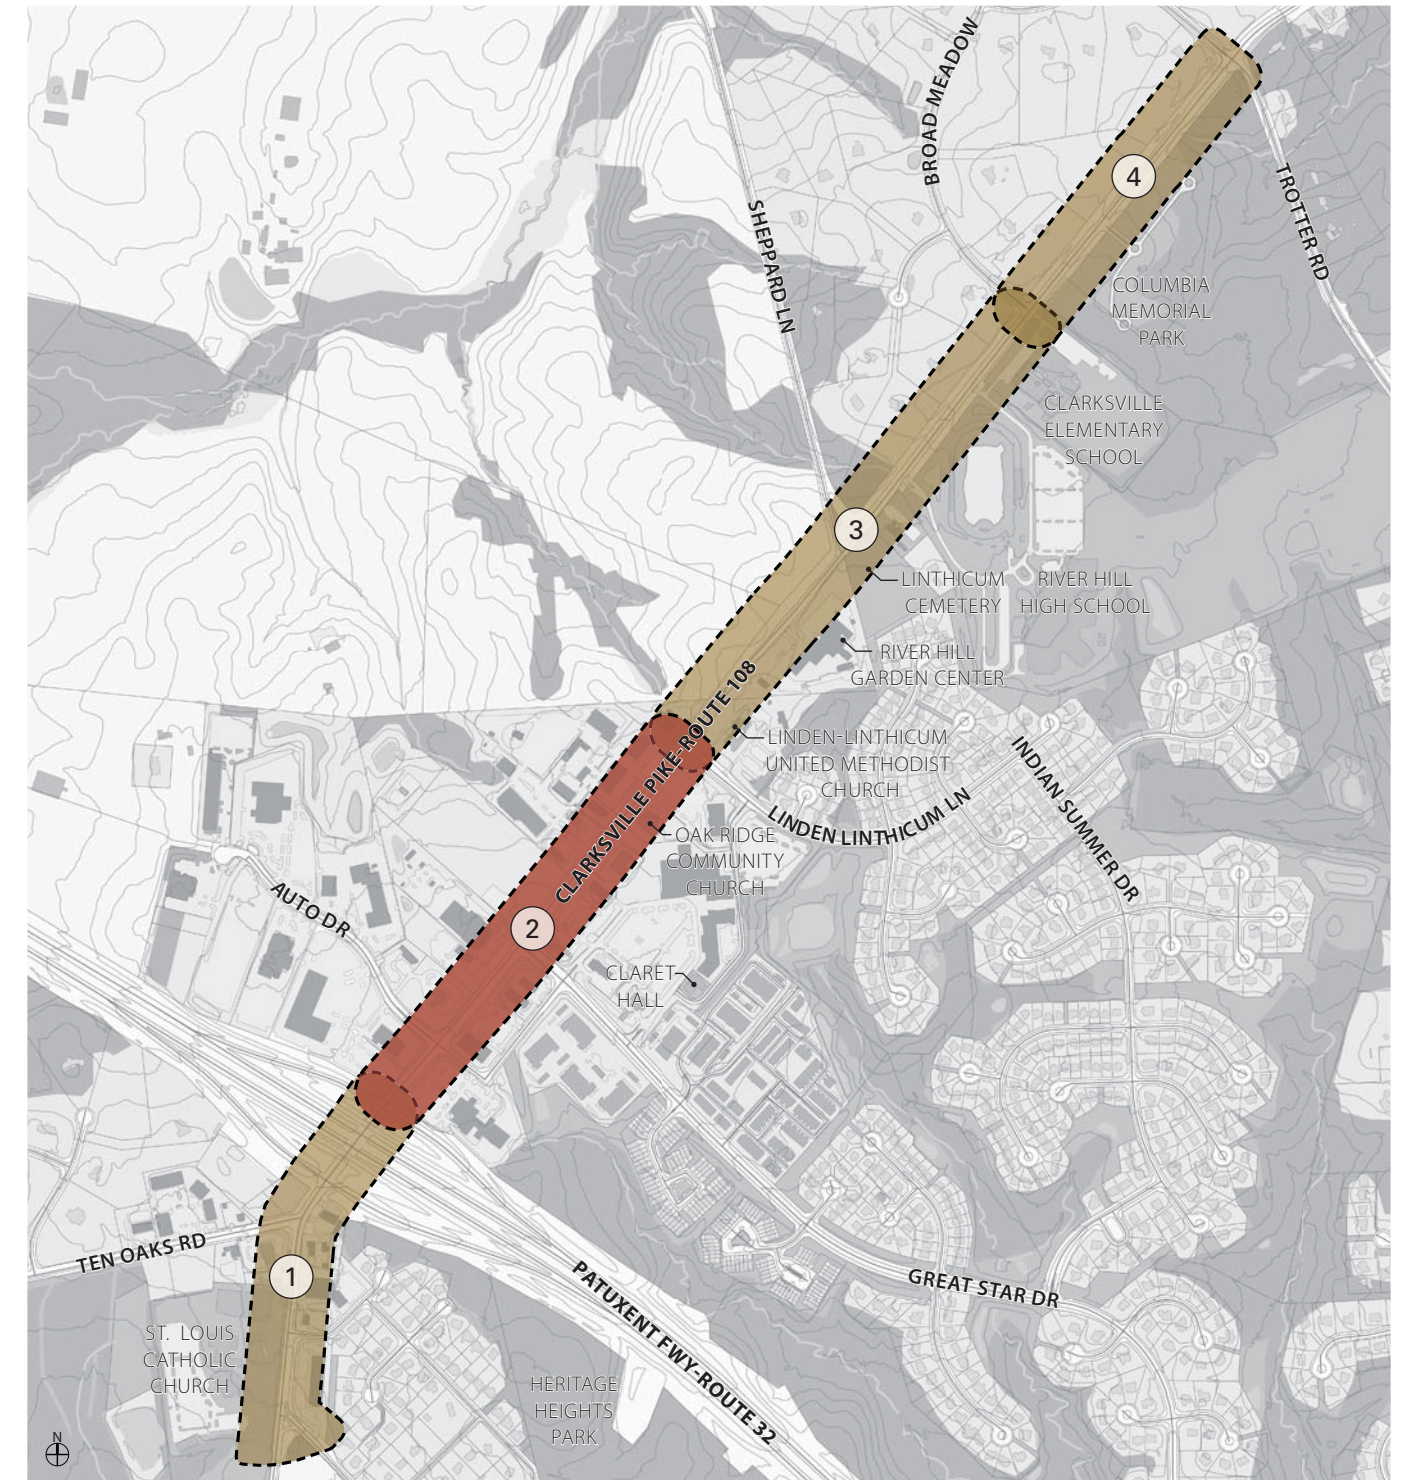 BROAD MEADOW
4
TROTTER RD
SHEPPARD LN
COLUMBIA
MEMORIAL
PARK
CLARKSVILLE
ELEMENTARY
SCHOOL
3
LINTHICUM
CEMETERY
RIVER HILL
HIGH SCHOOL
RIVER HILL
GARDEN CENTER
CLARKSVILLE PIKE-ROUTE 108
LINDEN-LINTHICUM
UNITED METHODIST
CHURCH
INDIAN SUMMER DR
LINDEN LINTHICUM LN
OAK RIDGE
COMMUNITY
CHURCH
AUTO DR
2
CLARET
HALL
TEN OAKS RD
1
PATUXENT FWY-ROUTE 32
GREAT STAR DR
ST. LOUIS
CATHOLIC
CHURCH
HERITAGE
HEIGHTS
PARK
N